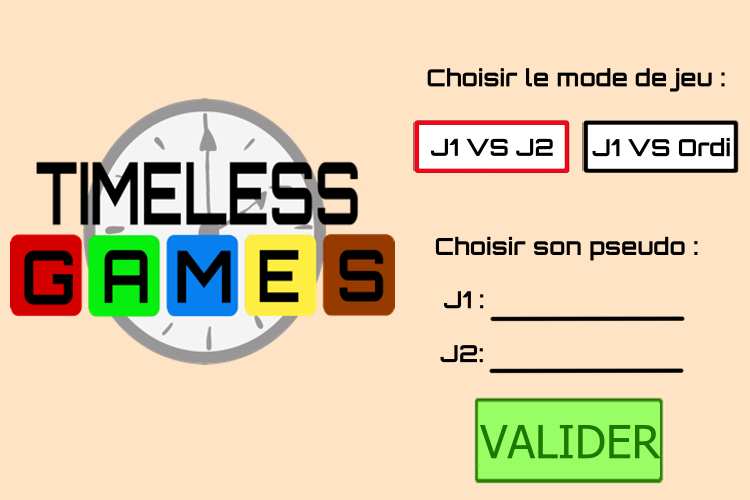 TIMELESS
GAMES
Choisir le mode de jeu :
J1 VS J2
J1 VS Ordi
Choisir son pseudo :
J1 :
J2:
VALIDER